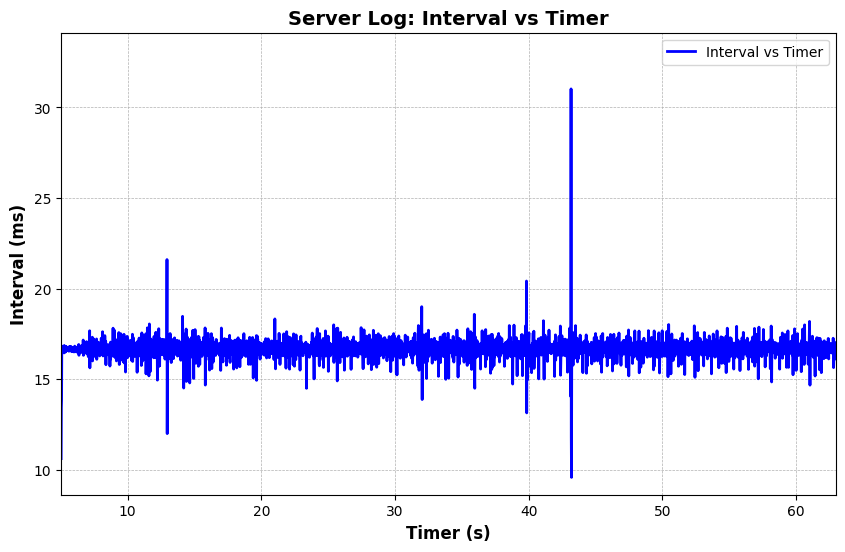 Server Log: Interval vs Timer
Interval vs Timer
30
25
20
15
10
Interval (ms)
10 20 30 40 50 60
Timer (s)